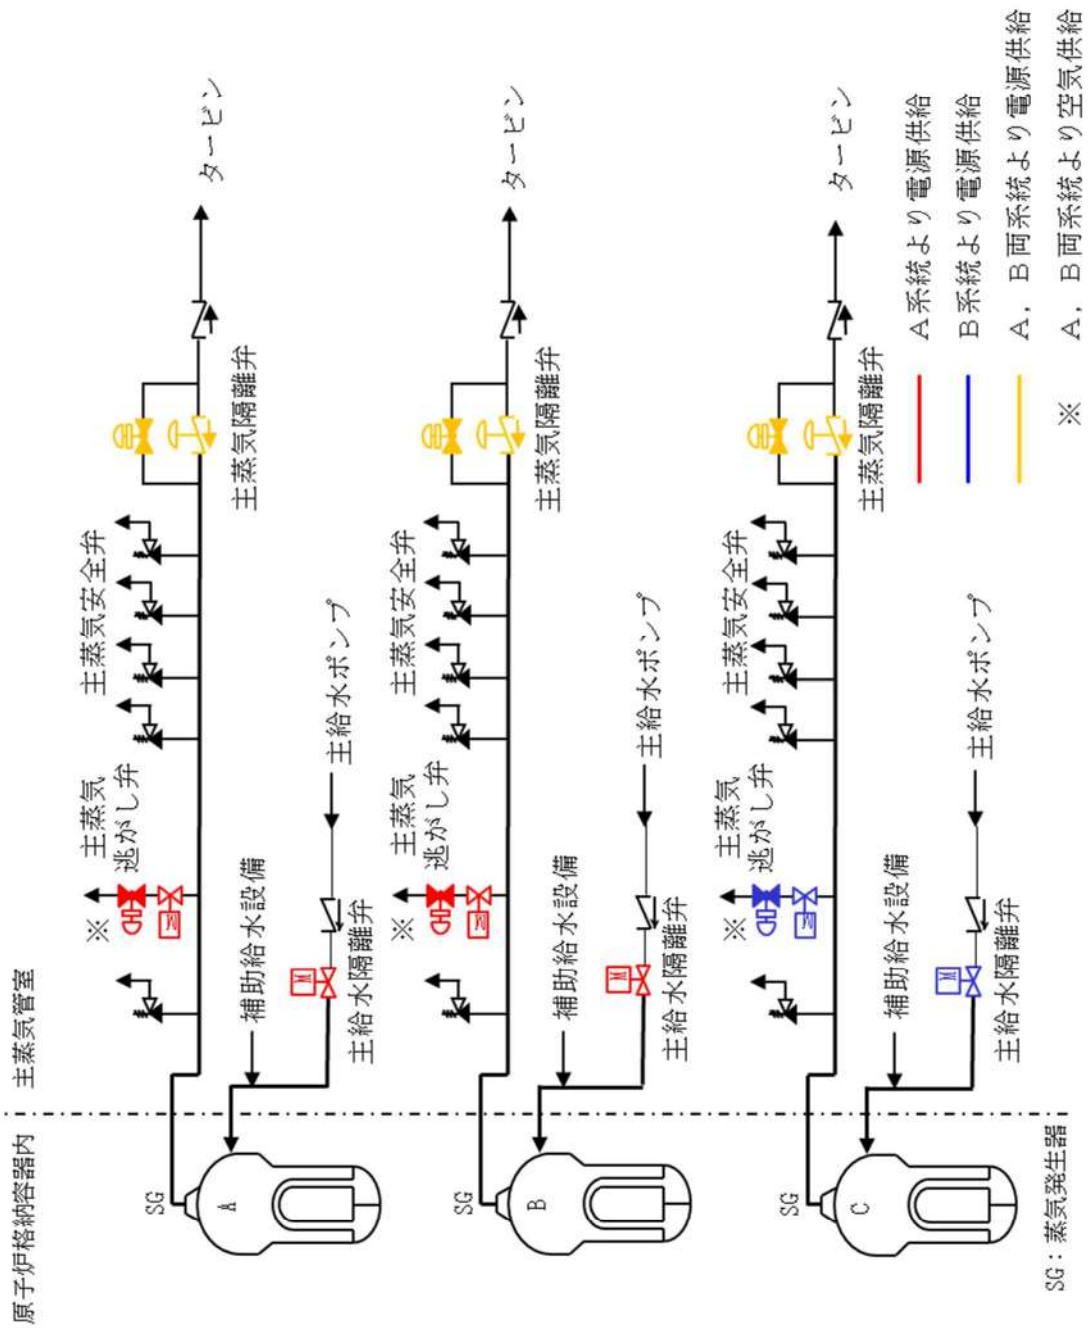 原子炉格納容器内
主蒸気管室
SG
A
補助給水設備
M
主給水隔離弁
主給水ポンプ
※
M
主蒸気
逃がし弁
主蒸気安全弁
主蒸気隔離弁
タービン
SG
B
補助給水設備
M
主給水隔離弁
主給水ポンプ
※
M
主蒸気
逃がし弁
主蒸気安全弁
主蒸気隔離弁
タービン
SG
C
補助給水設備
M
主給水隔離弁
主給水ポンプ
※
M
主蒸気
逃がし弁
主蒸気安全弁
主蒸気隔離弁
タービン
A系統より電源供給
B系統より電源供給
A,B両系統より電源供給
※ A,B両系統より空気供給
SG:蒸気発生器